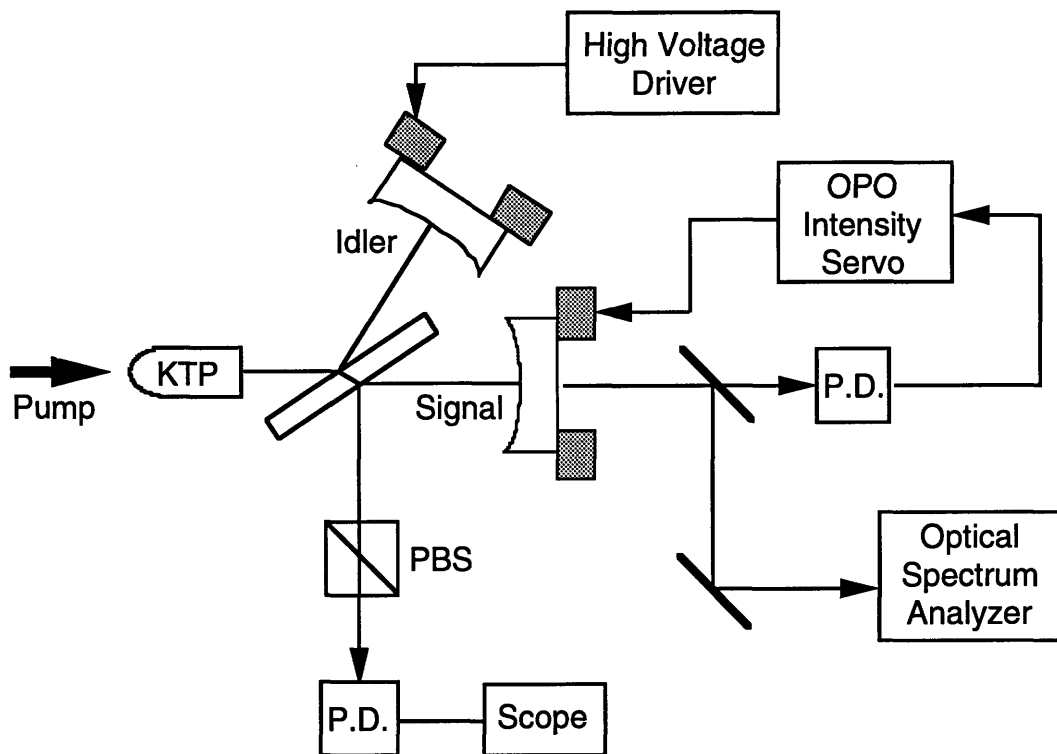 High Voltage
Driver
OPO
Intensity
Servo
Idler
KTP
Pump
Signal
P.D.
PBS
Optical
Spectrum
Analyzer
P.D.
Scope